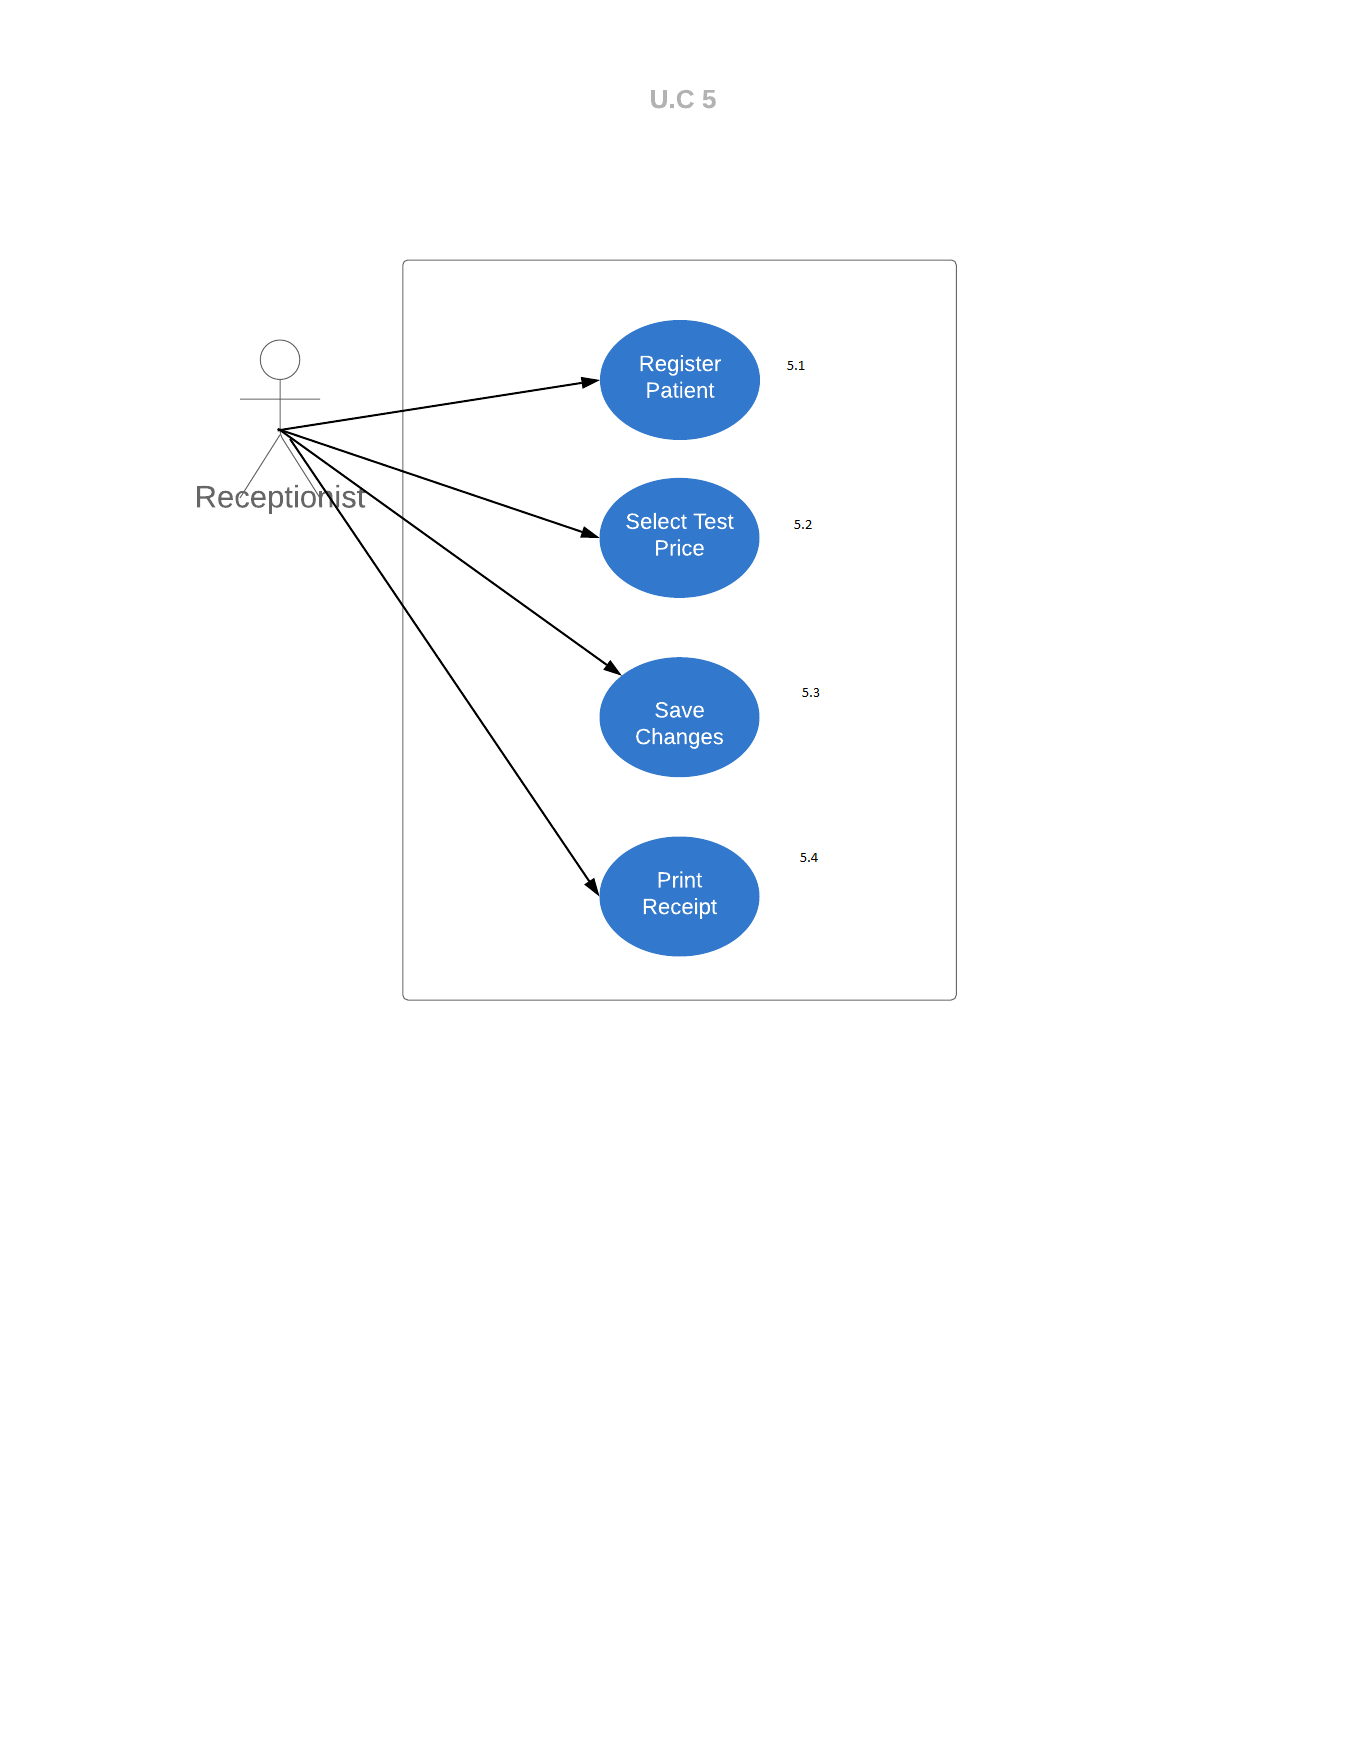 U.C 5
Register
Patient
5.1
Receptionist
Select Test
Price
5.2
Save
Changes
5.3
Print
Receipt
5.4